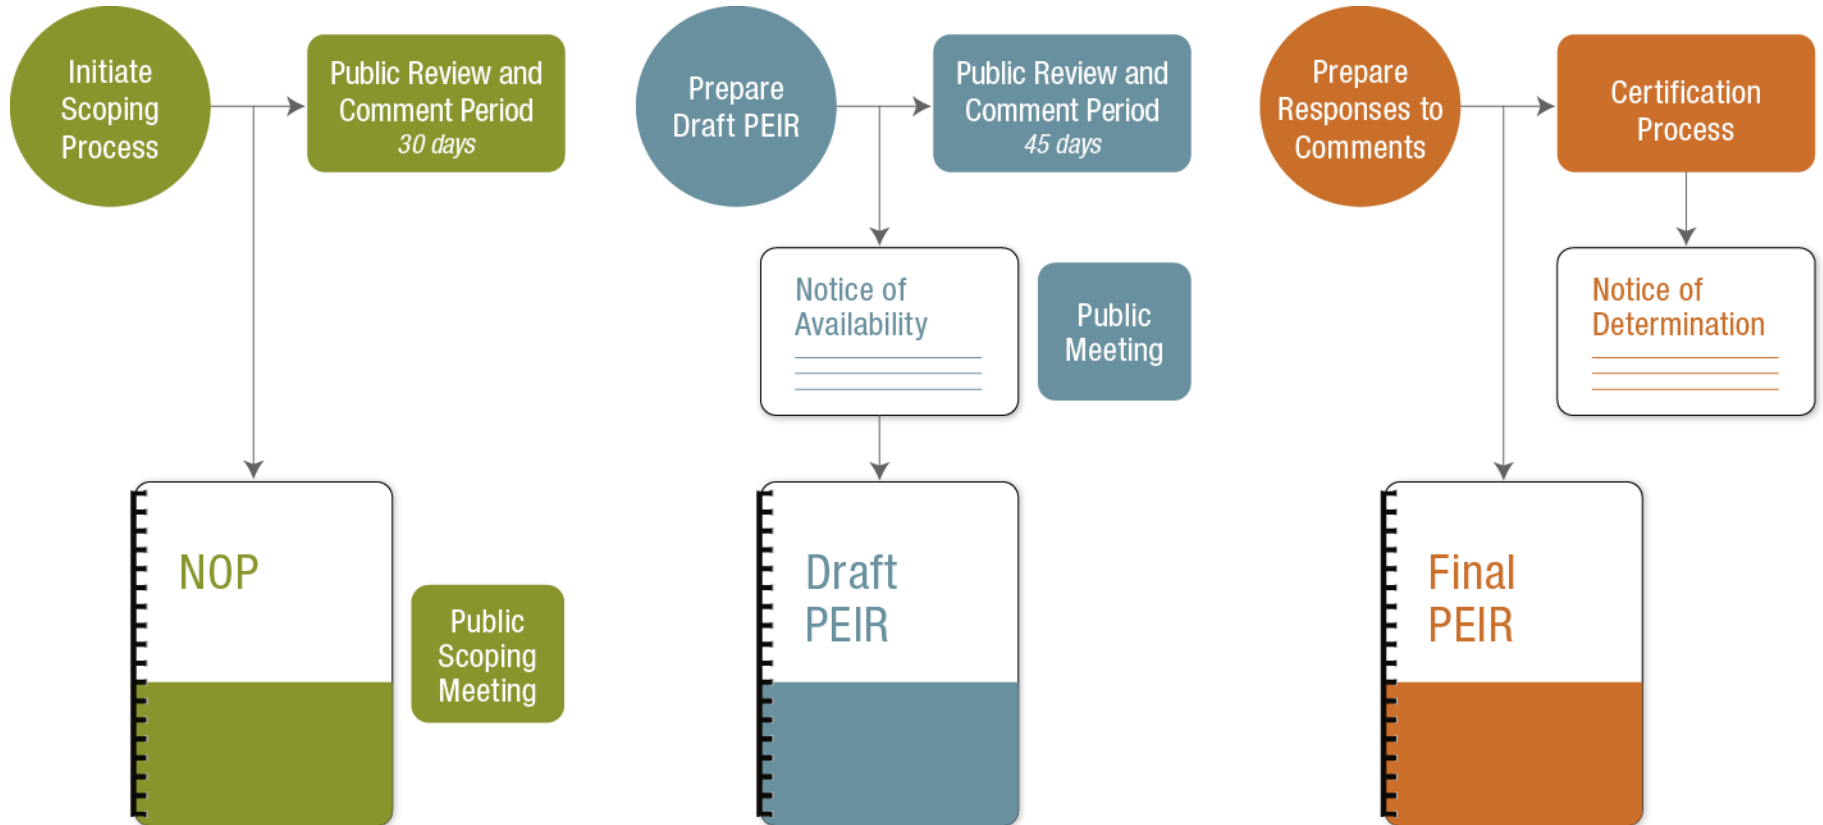 Initiate
Scoping
Process
Public Review and
Comment Period
30 days
NOP
Public
Scoping
Meeting
Prepare
Draft PEIR
Public Review and
Comment Period
45 days
Notice of
Availability
Public
Meeting
Draft
PEIR
Prepare
Responses to
Comments
Certification
Process
Notice of
Determination
Final
PEIR